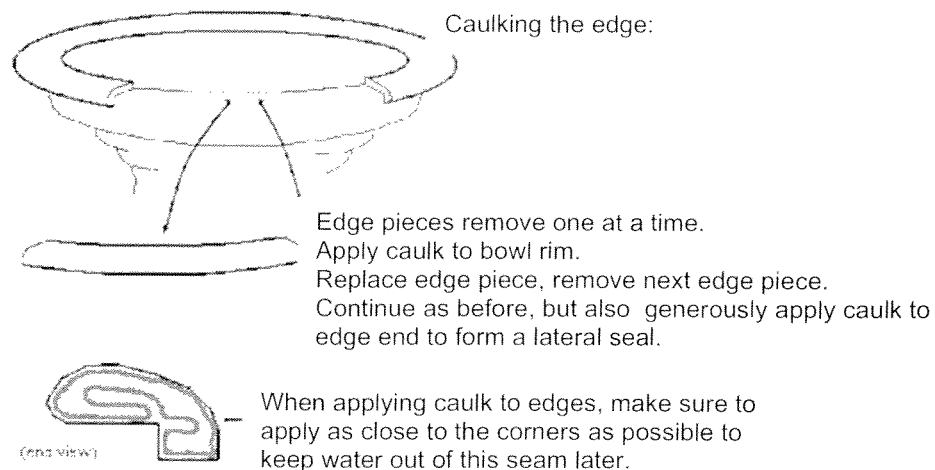 Caulking the edge:
Edge pieces remove one at a time.
Apply caulk to bowl rim.
Replace edge piece, remove next edge piece.
Continue as before, but also generously apply caulk to
edge end to form a lateral seal.
When applying caulk to edges, make sure to
apply as close to the corners as possible to
keep water out of this seam later.
(end view)